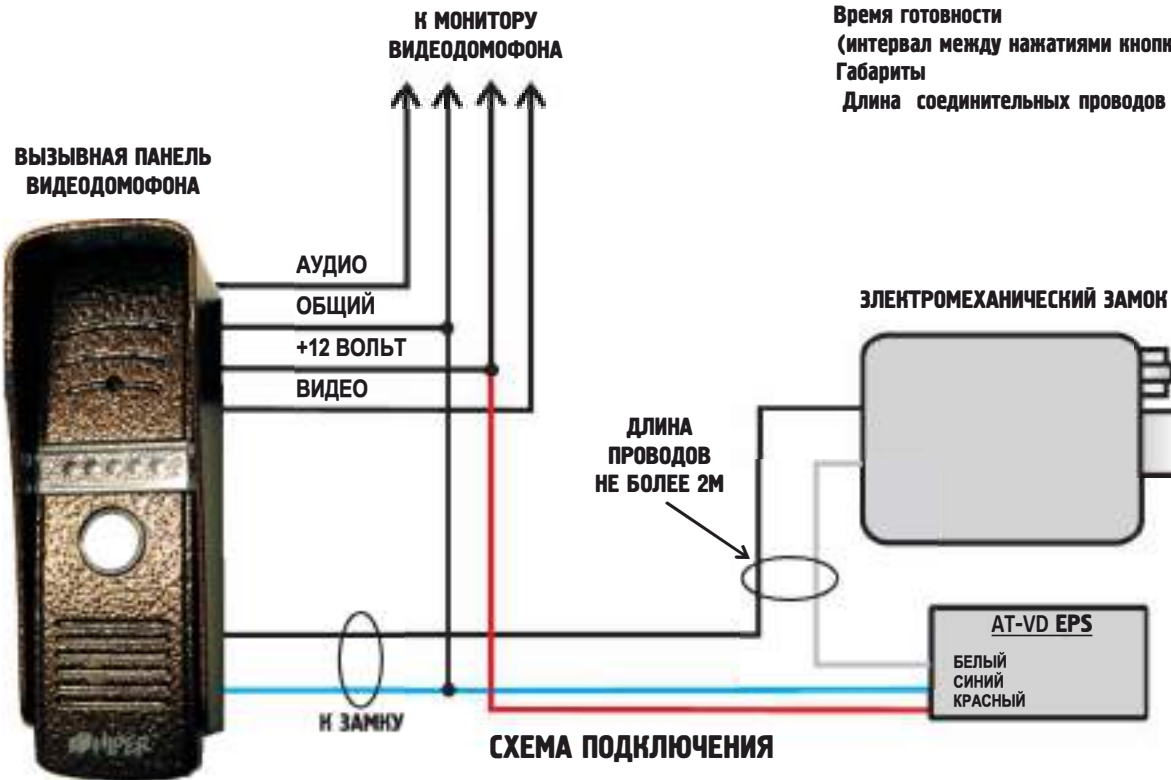 К МОНИТОРУ
ВИДЕОДОМОФОНА
Время готовности
(интервал между нажатиями кнопк
Габариты
Длина соединительных проводов
ВЫЗЫВНАЯ ПАНЕЛЬ
ВИДЕОДОМОФОНА
АУДИО
ОБЩИЙ
+12 ВОЛЬТ
ВИДЕО
ЭЛЕКТРОМЕХАНИЧЕСКИЙ ЗАМОК
ДЛИНА
ПРОВОДОВ
НЕ БОЛЕЕ 2М
AT-VD EPS
БЕЛЫЙ
СИНИЙ
КРАСНЫЙ
К ЗАМКУ
HIPER
СХЕМА ПОДКЛЮЧЕНИЯ